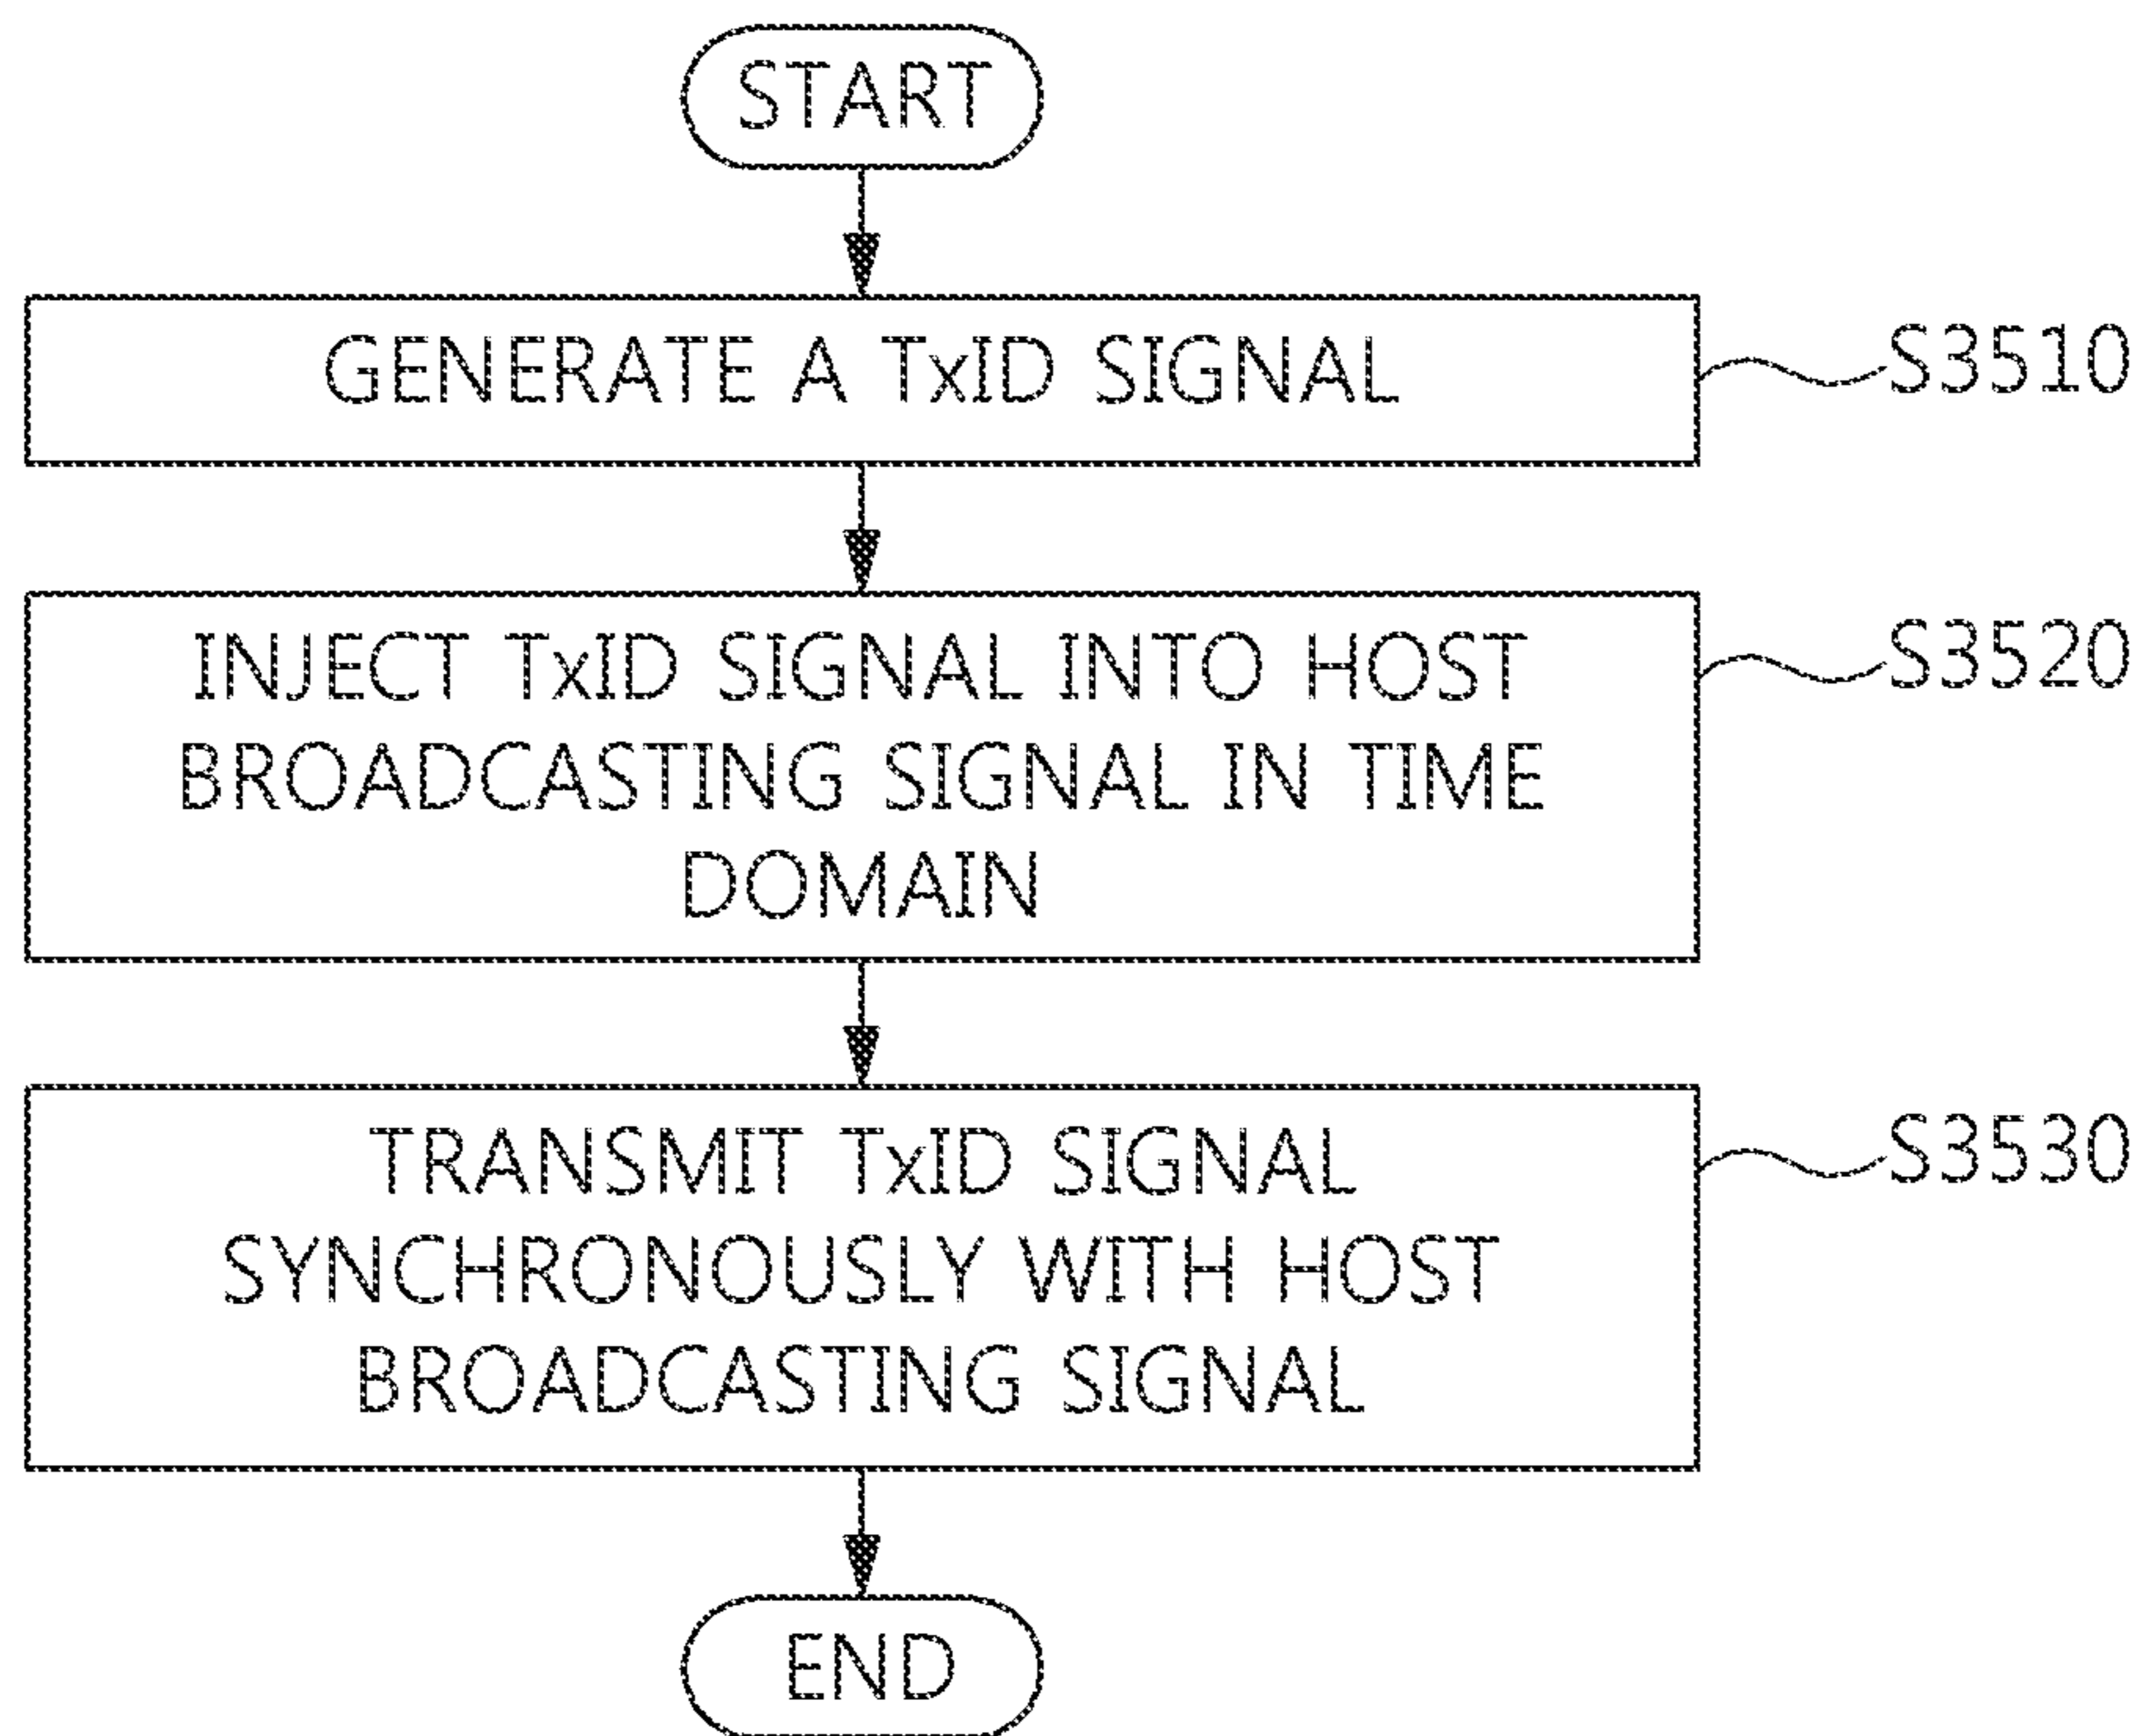 START
GENERATE A TxID SIGNAL
S3510
INJECT TxID SIGNAL INTO HOST
BROADCASTING SIGNAL IN TIME
DOMAIN
S3520
TRANSMIT TxID SIGNAL
SYNCHRONOUSLY WITH HOST
BROADCASTING SIGNAL
S3530
END